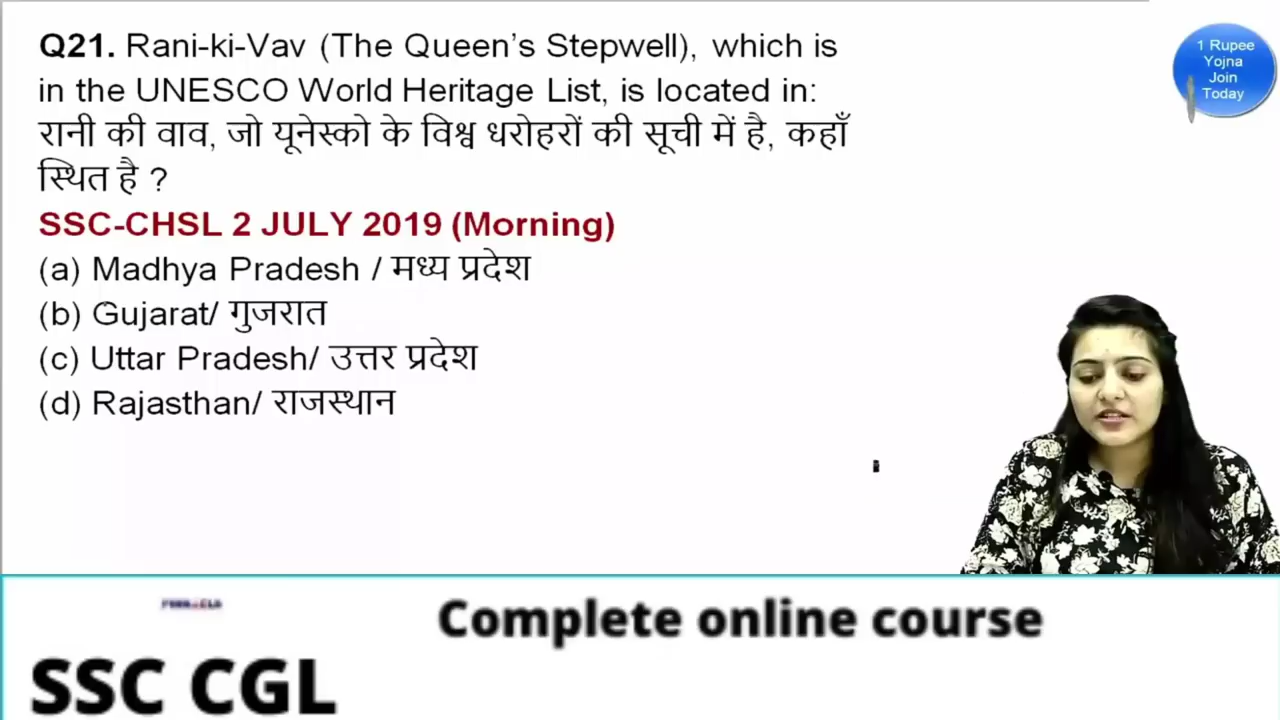 Q21. Rani-ki-Vav (The Queen's Stepwell), which is
in the UNESCO World Heritage List, is located in:
रानी की वाव, जो यूनेस्को के विश्व धरोहरों की सूची में है, कहाँ
स्थित है ?
SSC-CHSL 2 JULY 2019 (Morning)
(a) Madhya Pradesh / मध्य प्रदेश
(b) Gujarat/ गुजरात
(c) Uttar Pradesh/ उत्तर प्रदेश
(d) Rajasthan/ राजस्थान
1 Rupee
Yojna
Join
Today
Complete online course
SSC CGL